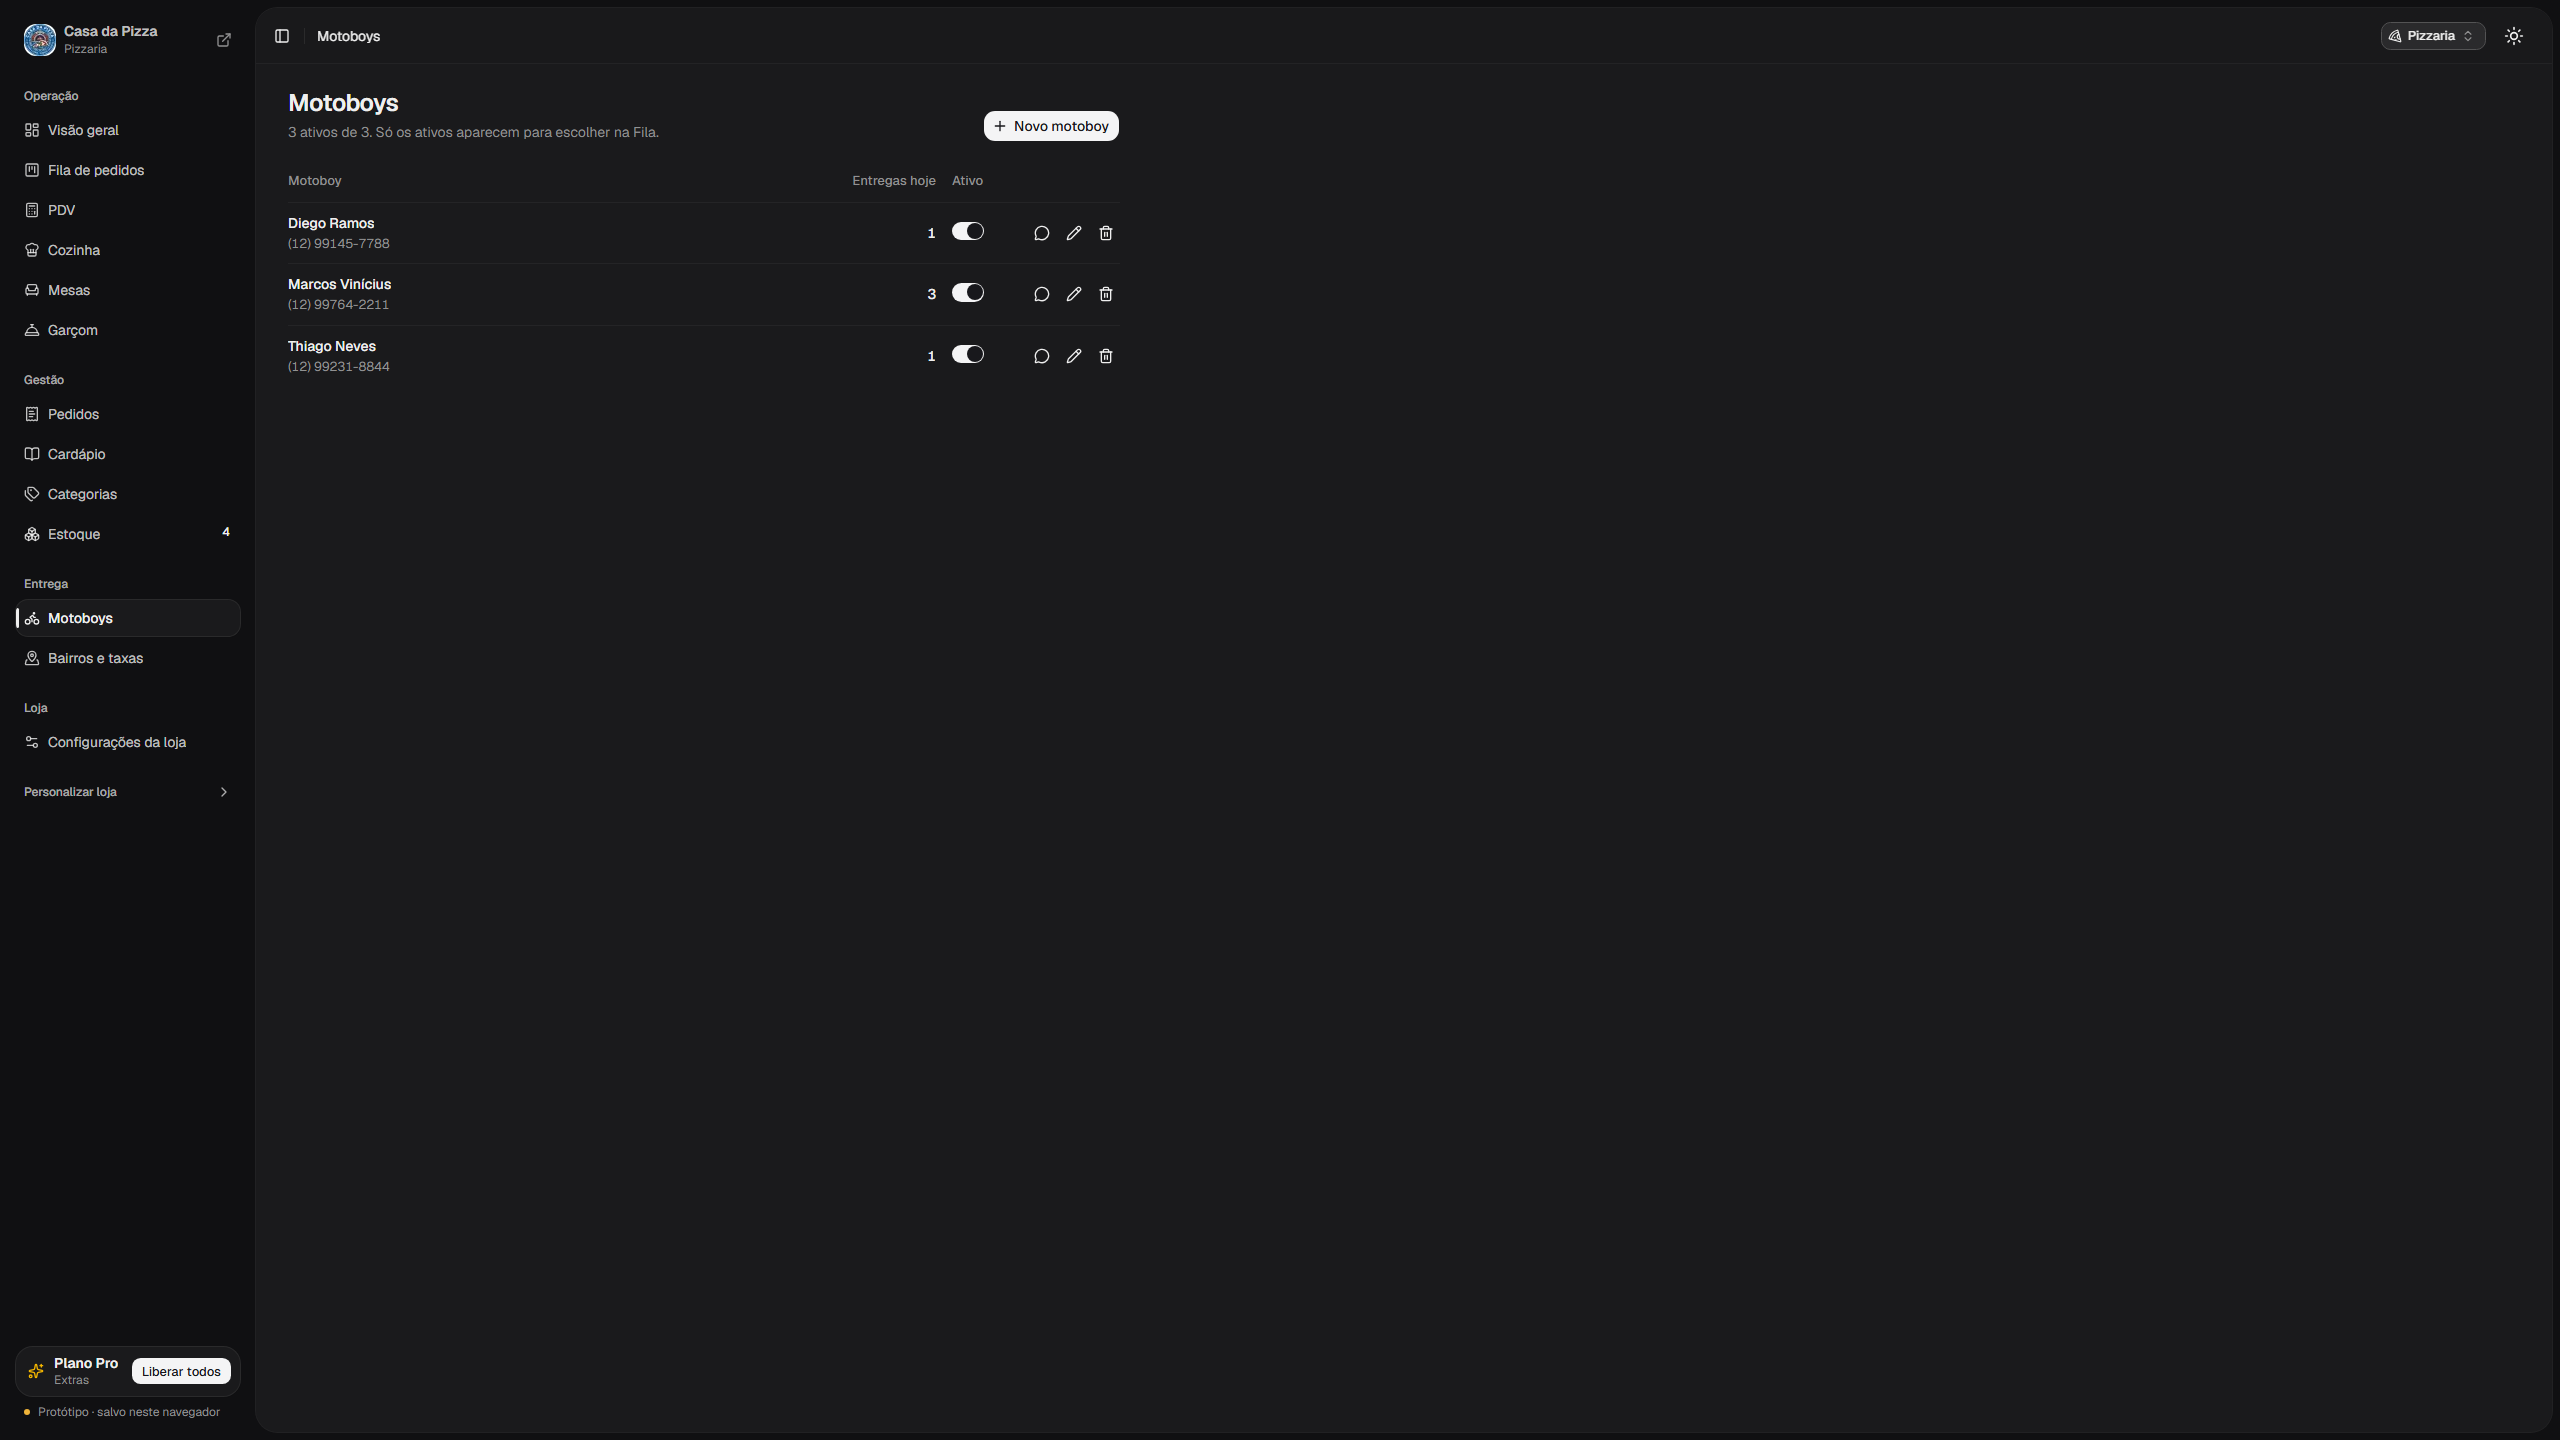 Casa da Pizza
Pizzaria
Operação
Visão geral
Fila de pedidos
PDV
Cozinha
Mesas
Garçom
Gestão
Pedidos
Cardápio
Categorias
Estoque 4
Entrega
Motoboys
Bairros e taxas
Loja
Configurações da loja
Personalizar loja
Plano Pro
Extras
Liberar todos
Protótipo · salvo neste navegador
Motoboys
Pizzaria
Motoboys
3 ativos de 3. Só os ativos aparecem para escolher na Fila.
Novo motoboy
Motoboy Entregas hoje Ativo
Diego Ramos
(12) 99145-7788
1
Marcos Vinícius
(12) 99764-2211
3
Thiago Neves
(12) 99231-8844
1